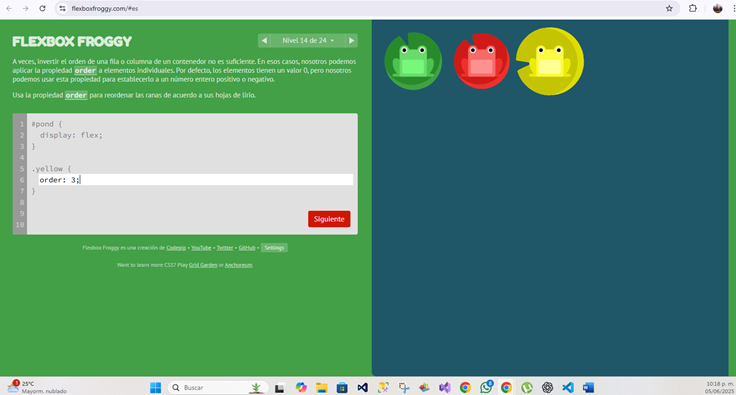 flexboxfroggy.com/#es
FLEXBOX FROGGY
Nivel 14 de 24
A veces, invertir el orden de una fila o columna de un contenedor no es suficiente. En esos casos, nosotros podemos
aplicar la propiedad order a elementos individuales. Por defecto, los elementos tienen un valor 0, pero nosotros
podemos usar esta propiedad para establecerlo a un número entero positivo o negativo.
Usa la propiedad order para reordenar las ranas de acuerdo a sus hojas de lirio.
1 #pond {
2 display: flex;
3 }
4
5 .yellow {
6 order: 3;
7 }
8
9
10
Siguiente
Flexbox Froggy es una creación de Codepip • YouTube • Twitter • GitHub • Settings
Want to learn more CSS? Play Grid Garden or Anchoreum.
25°C
Mayorm. nublado
Buscar
10:18 p. m.
05/06/2025